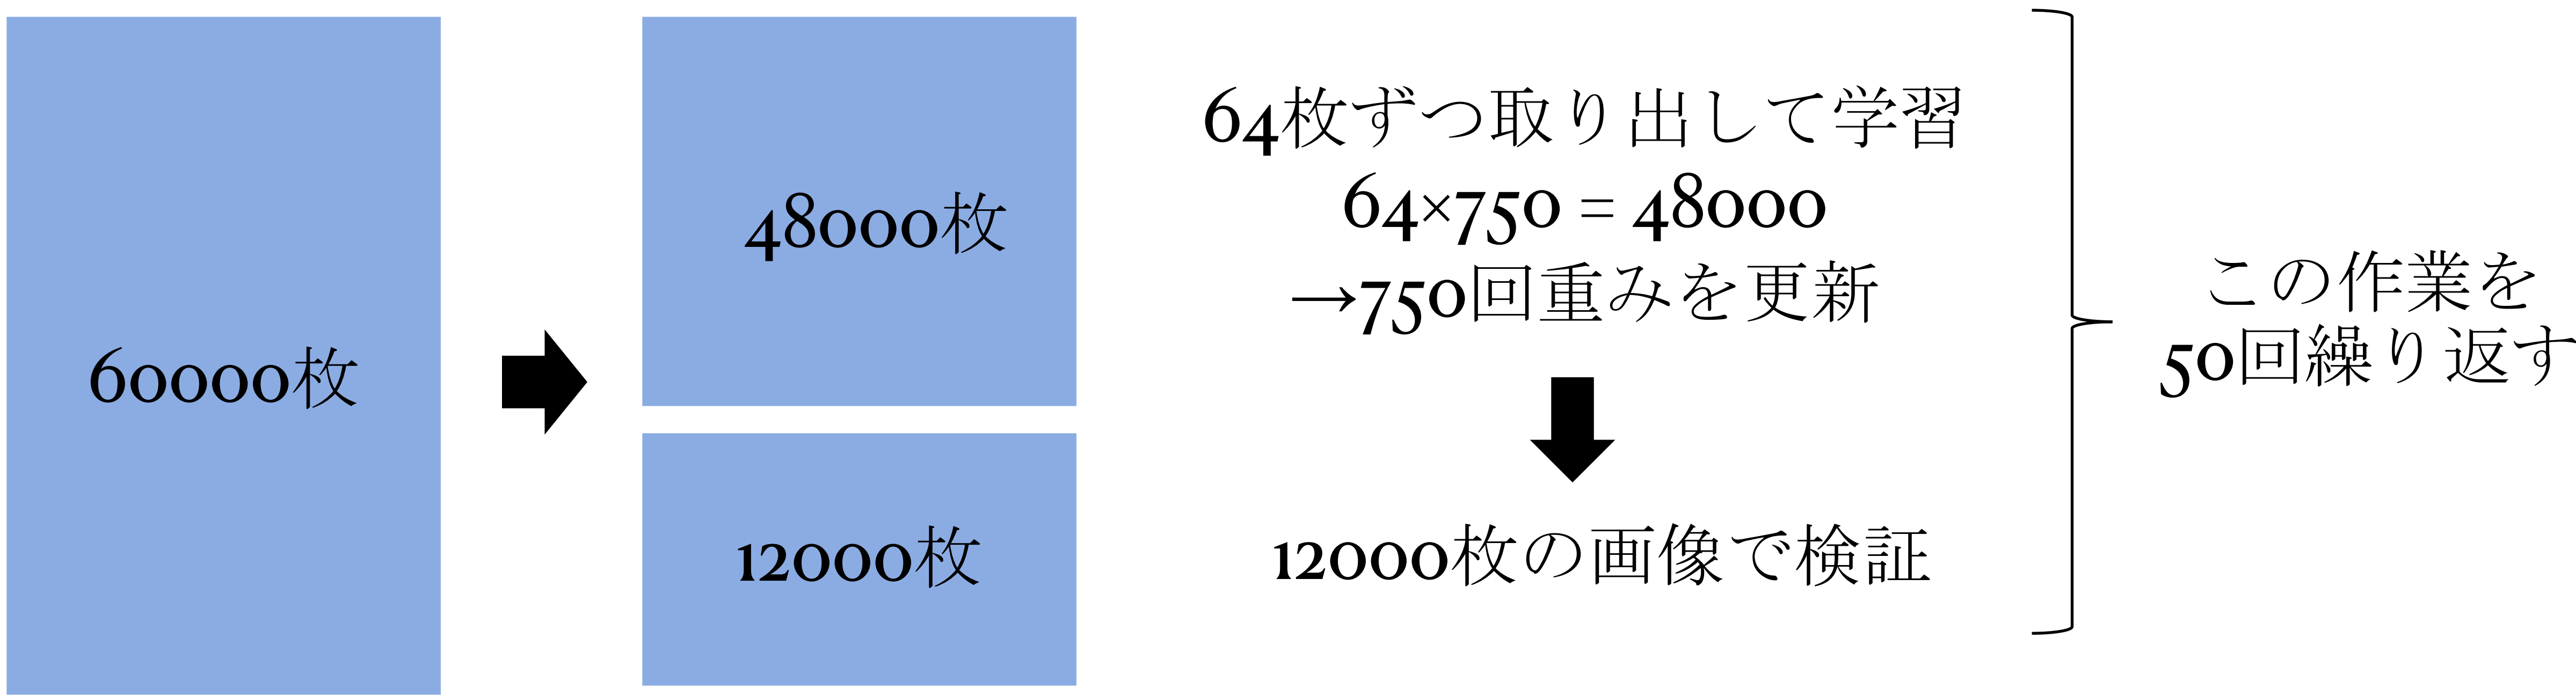 60000枚
48000枚
12000枚
64枚ずつ取り出して学習
64×750 = 48000
→750回重みを更新
12000枚の画像で検証
この作業を
50回繰り返す